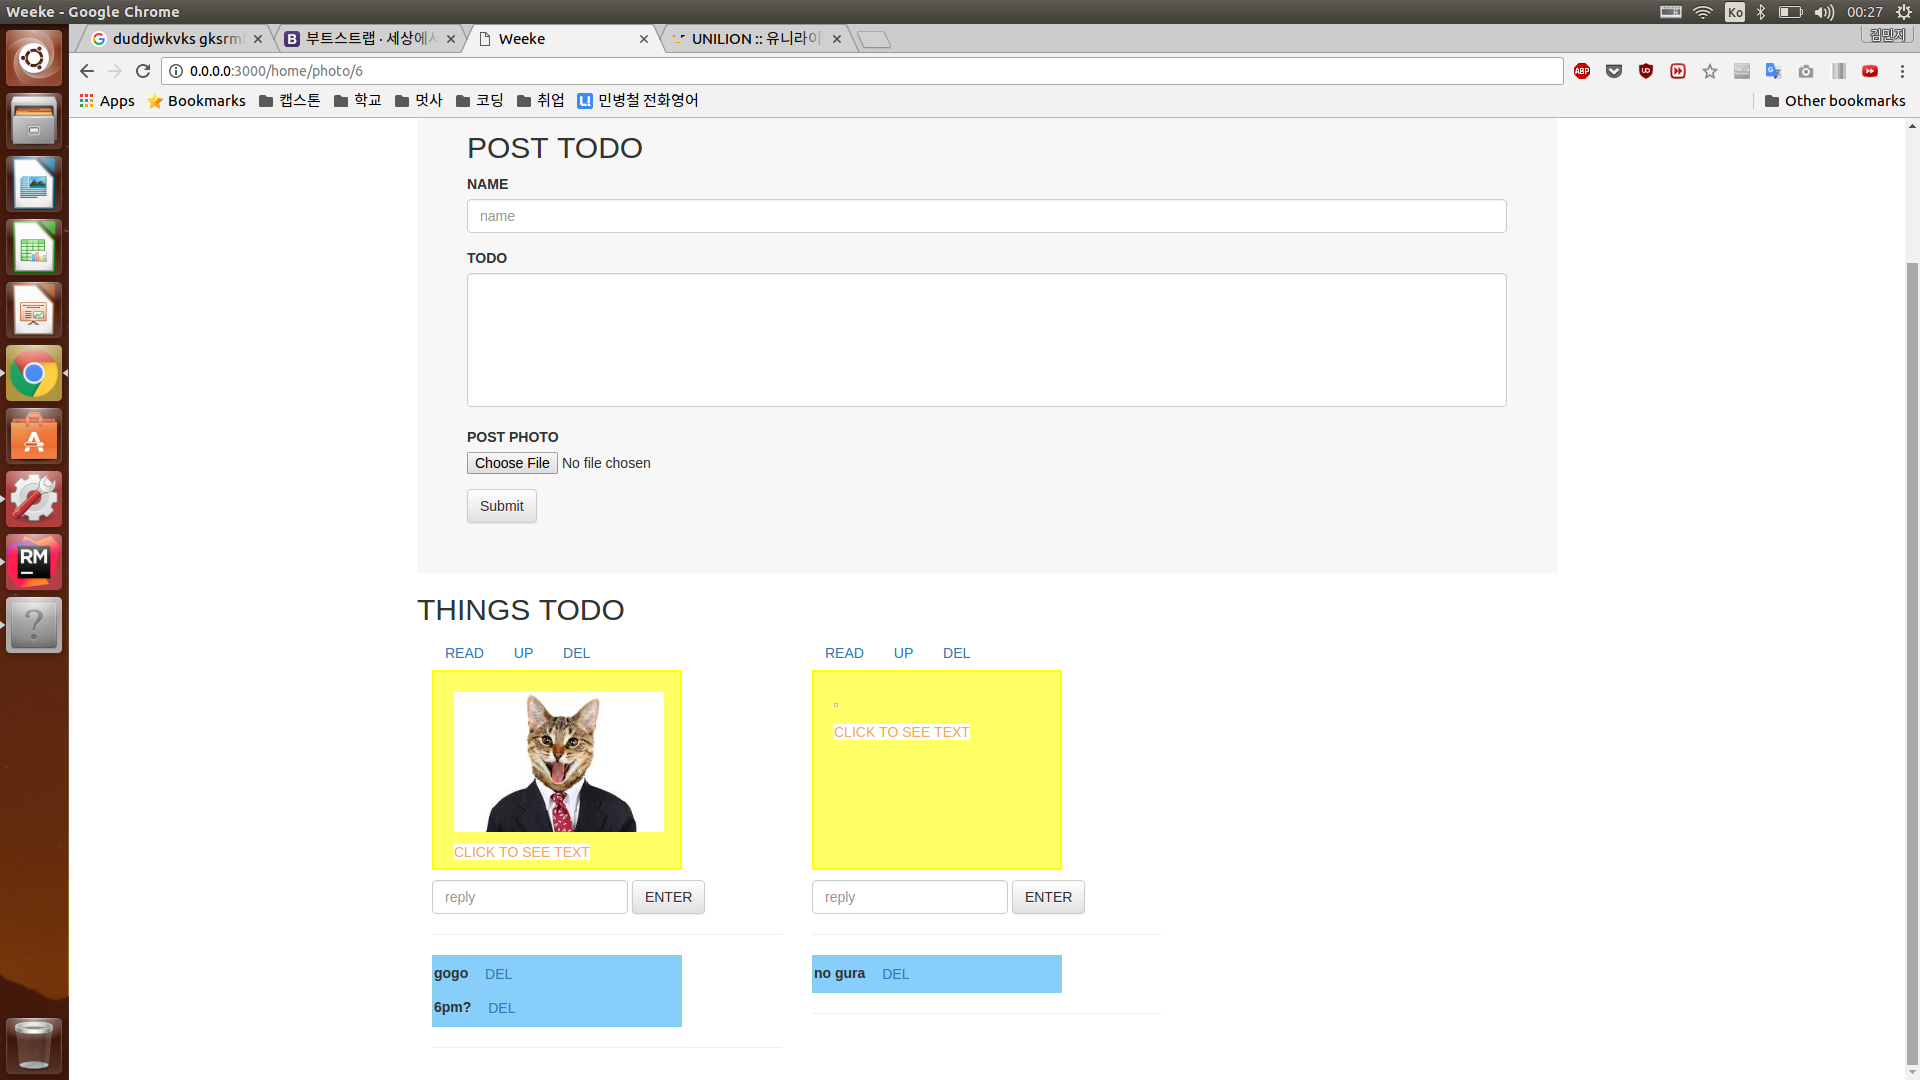 Weeke - Google Chrome
Ko
00:27
duddjwkvks gksrm
부트스트랩 · 세상에서
Weeke
UNILION :: 유니라이
김민지
0.0.0.0:3000/home/photo/6
ABP
Apps
Bookmarks
캡스톤
학교
멋사
코딩
취업
민병철 전화영어
Other bookmarks
POST TODO
NAME
name
TODO
POST PHOTO
Choose File No file chosen
Submit
THINGS TODO
READ UP DEL
READ UP DEL
CLICK TO SEE TEXT
CLICK TO SEE TEXT
reply ENTER
reply ENTER
gogo DEL
6pm? DEL
no gura DEL
RM